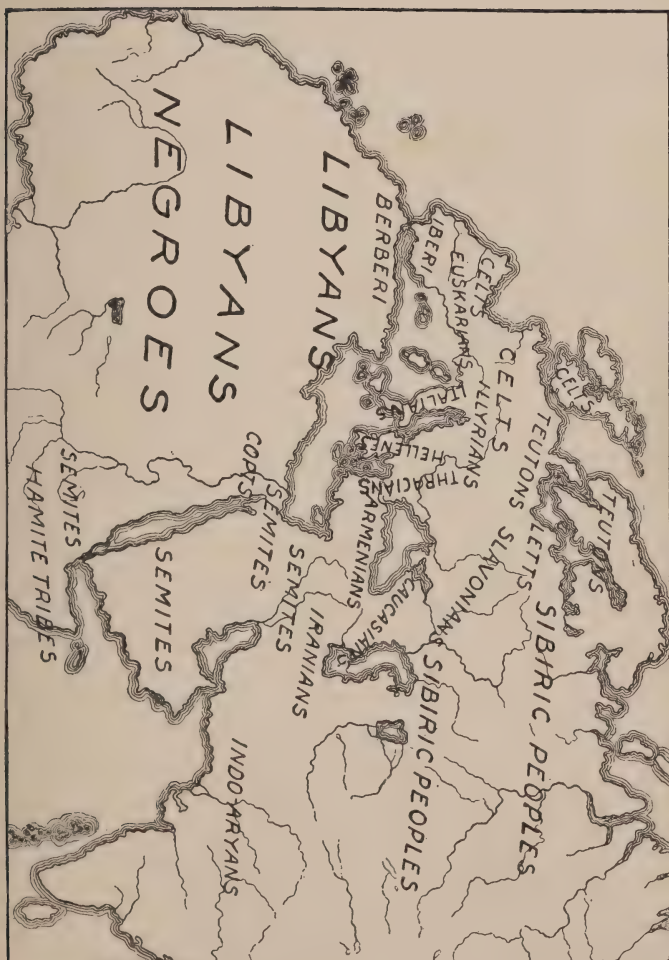 TEUTONS
CELTS
LETTS
SIBIRIC PEOPLES
TEUTONS
SLAVONIANS
CELTS
CELTS
EUSKARIANS
IBERI
ILLYRIANS
THRACIANS
ITALIANS
HELLENES
ARMENIANS
CAUCASIANS
SIBIRIC PEOPLES
BERBERI
LIBYANS
LIBYANS
COPTS
SEMITES
SEMITES
IRANIANS
INDO ARYANS
NEGROES
SEMITES
SEMITES
HAMITE TRIBES